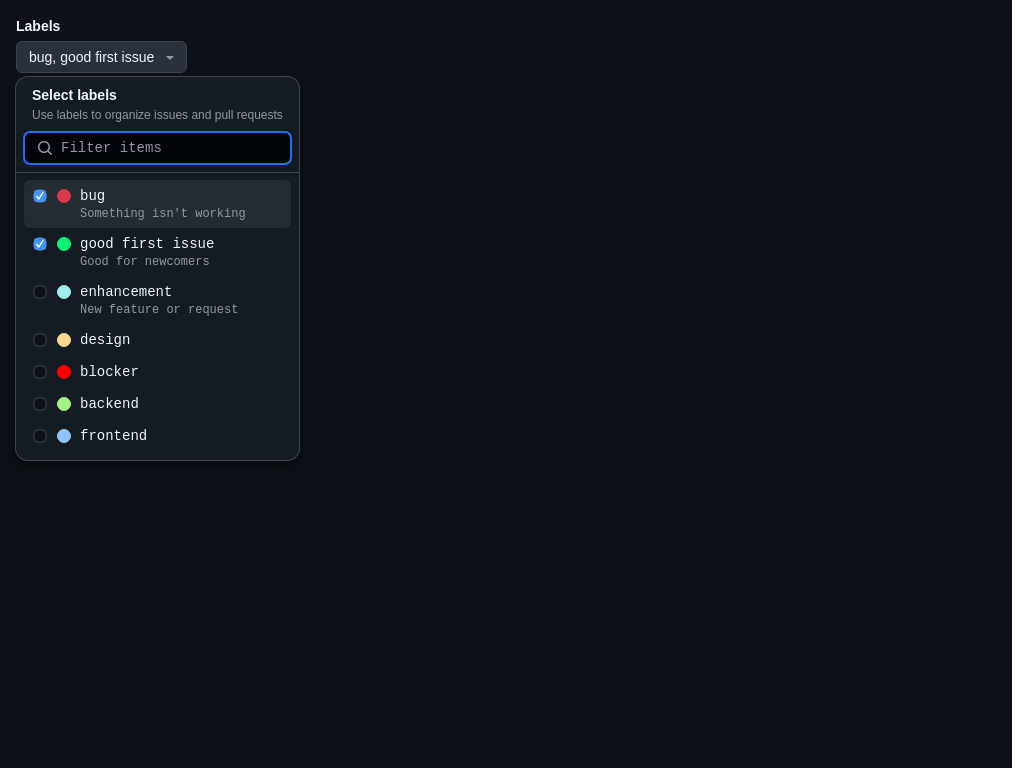 Labels
bug, good first issue
Select labels
Use labels to organize issues and pull requests
Filter items
bug
Something isn't working
good first issue
Good for newcomers
enhancement
New feature or request
design
blocker
backend
frontend